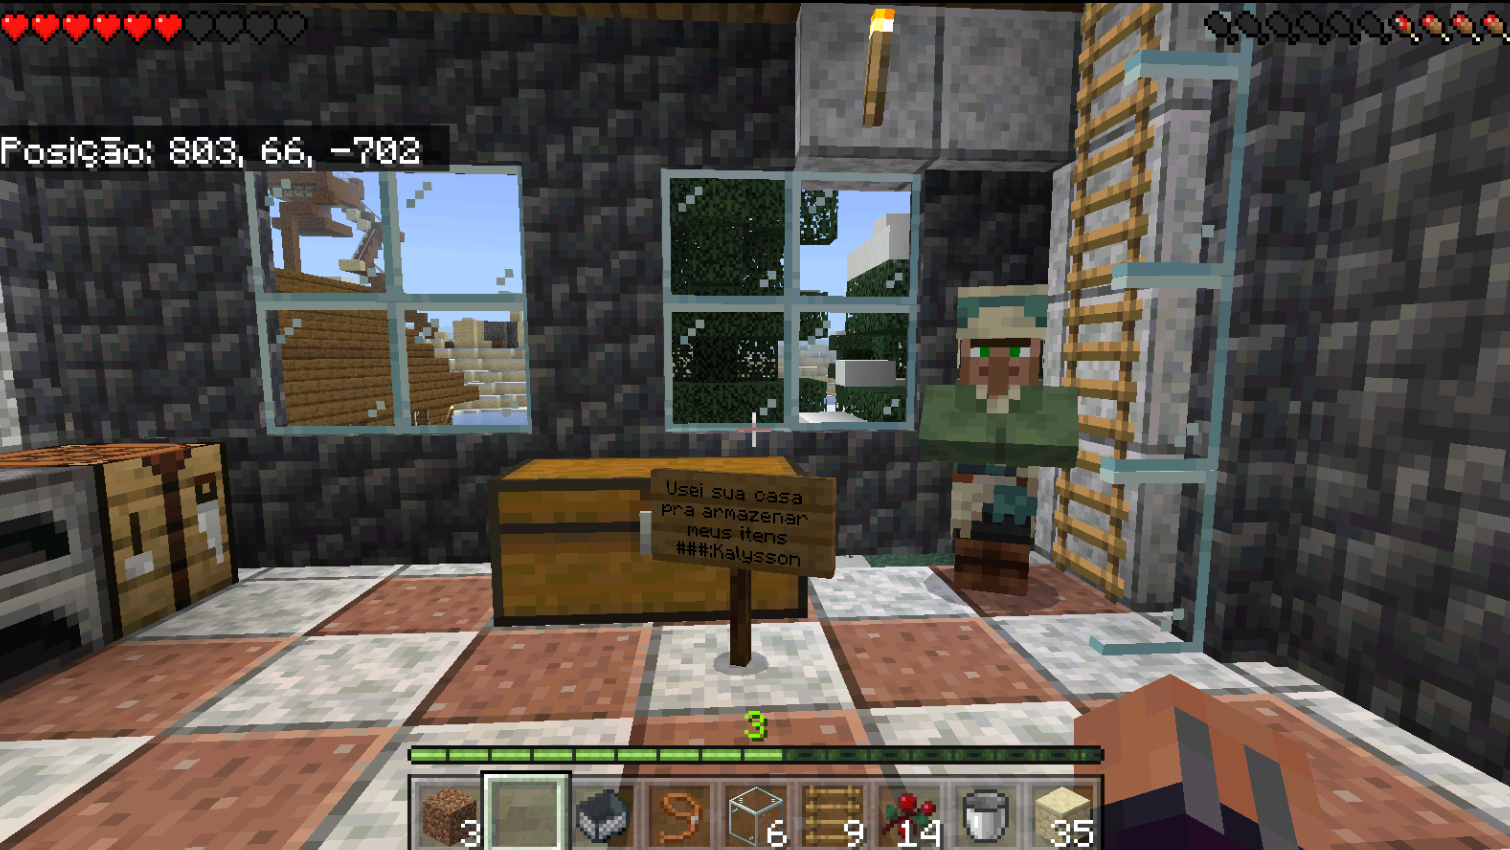 Posição: 803, 66, -702
Usei sua casa
pra armazenar
meus itens
###:Kalysson
3
3
6
9
14
35